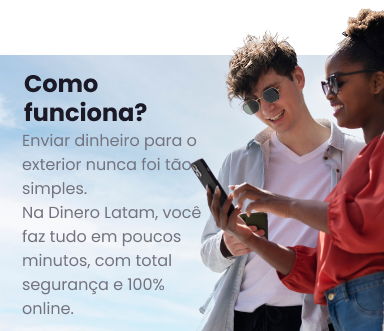 Como
funciona?
Enviar dinheiro para o
exterior nunca foi tão
simples.
Na Dinero Latam, você
faz tudo em poucos
minutos, com total
segurança e 100%
online.